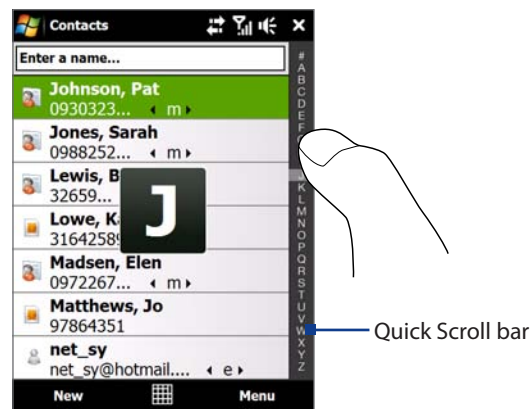 Contacts
Enter a name...
Johnson, Pat
0930323... m
Jones, Sarah
0988252... m
Lewis, B
32659...
Lowe, K
31642589
J
Madsen, Elen
0972267... m
Matthews, Jo
97864351
net_sy
net_sy@hotmail.... e
#
A
B
C
D
E
F
J
K
L
M
N
O
P
Q
R
S
T
U
V
W
X
Y
Z
Quick Scroll bar
New
Menu